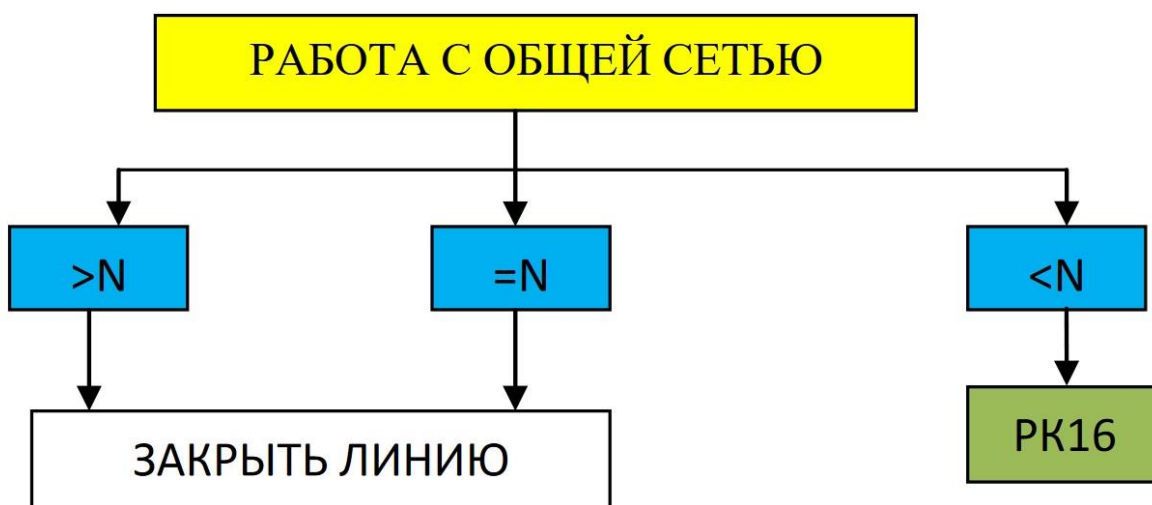 РАБОТА С ОБЩЕЙ СЕТЬЮ
>N
=N
<N
ЗАКРЫТЬ ЛИНИЮ
РК16